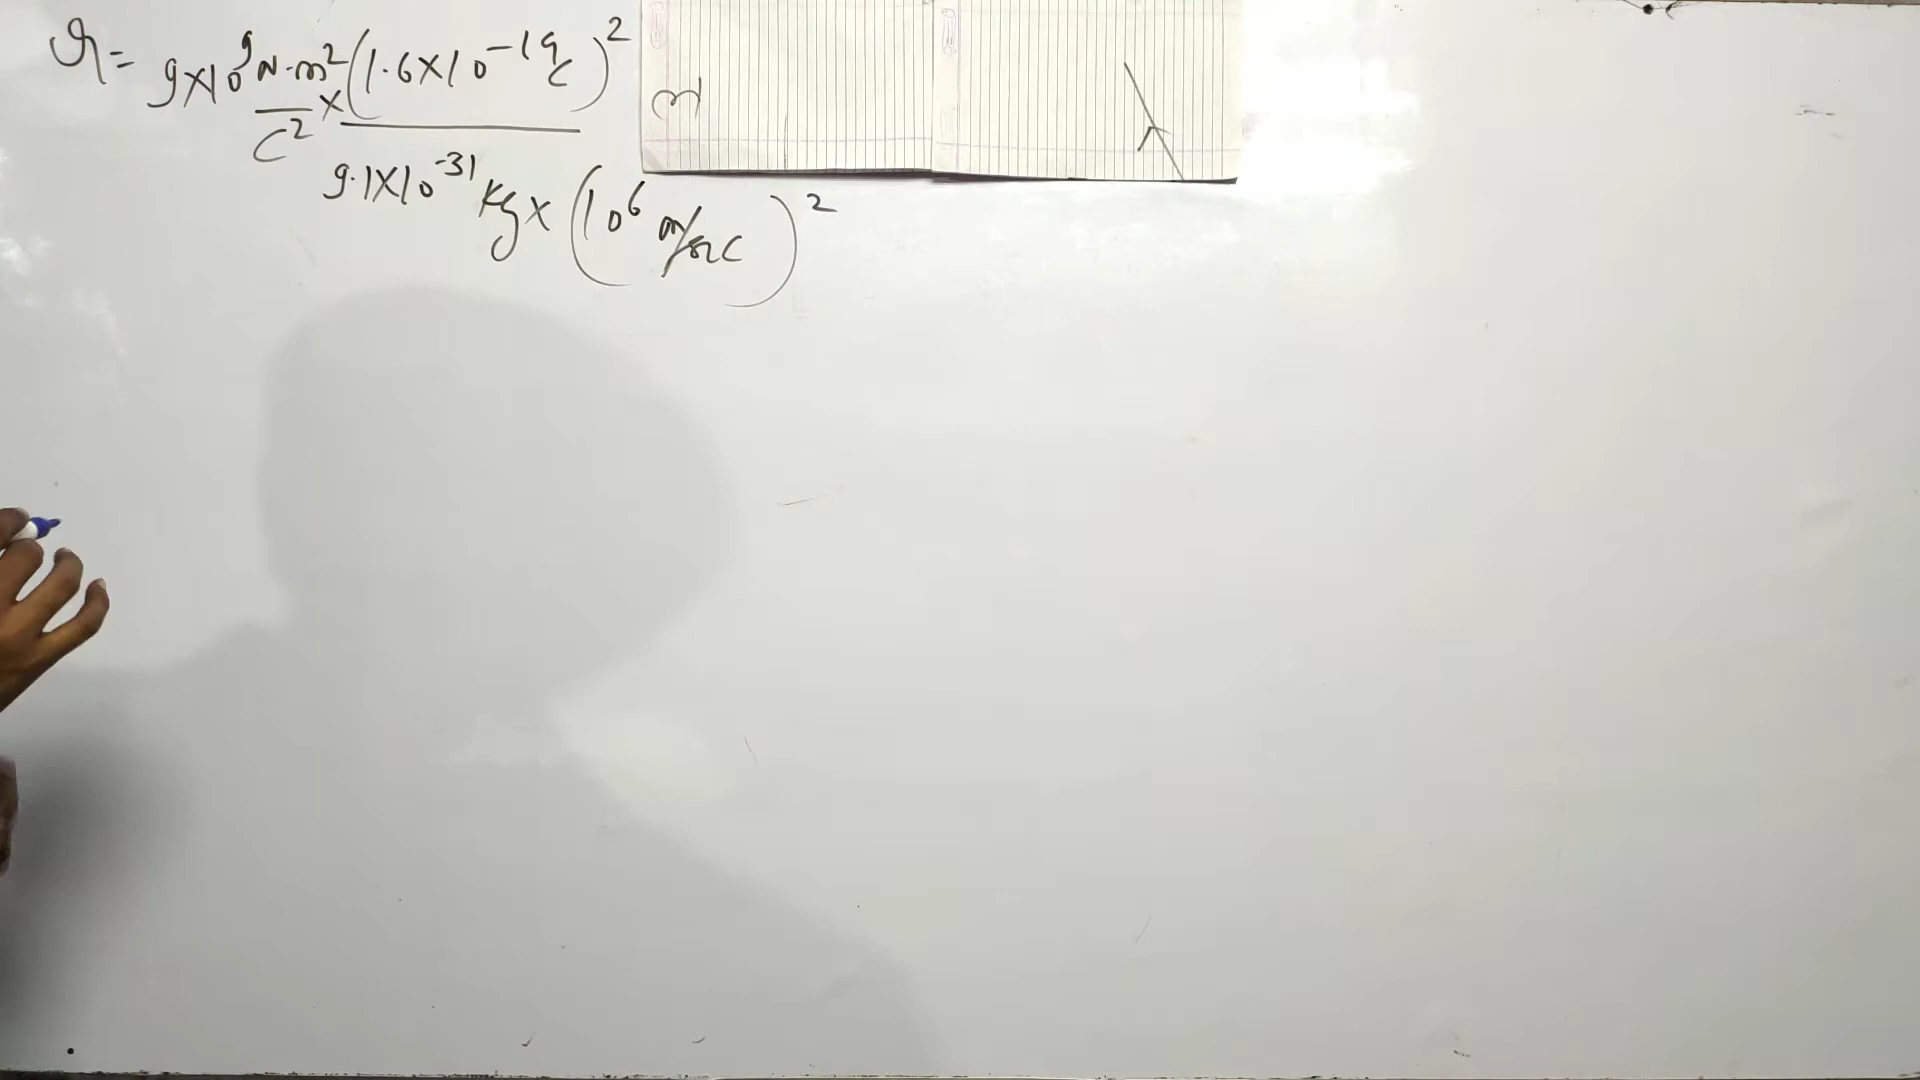 r = 9×10⁹ N·m²/C² × (1.6×10⁻¹⁹ C)²
9.1×10⁻³¹ kg × (10⁶ m/sec)²